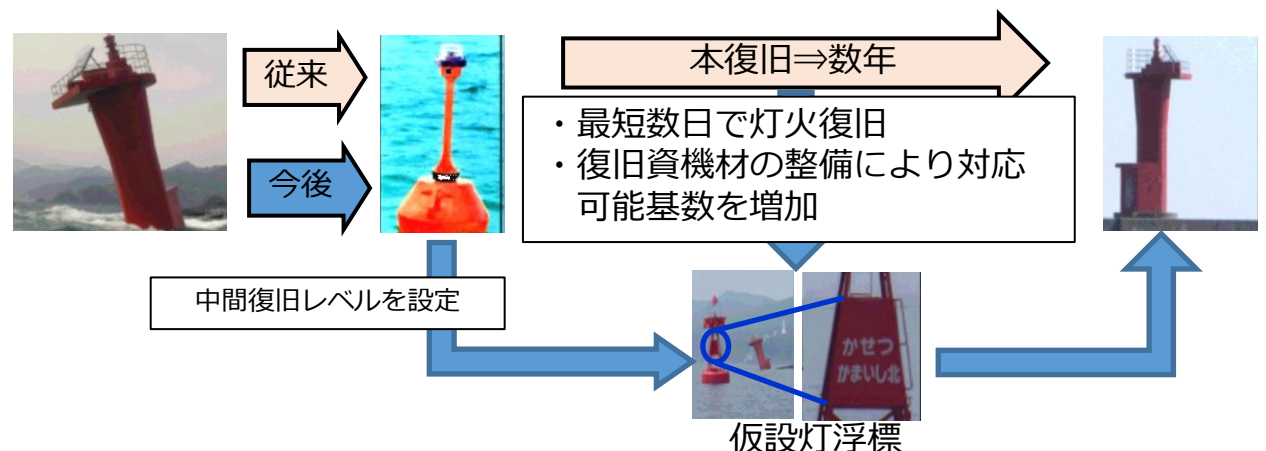 従来
今後
本復旧⇒数年
・最短数日で灯火復旧
・復旧資機材の整備により対応
可能基数を増加
中間復旧レベルを設定
かせつ
かまいし北
仮設灯浮標